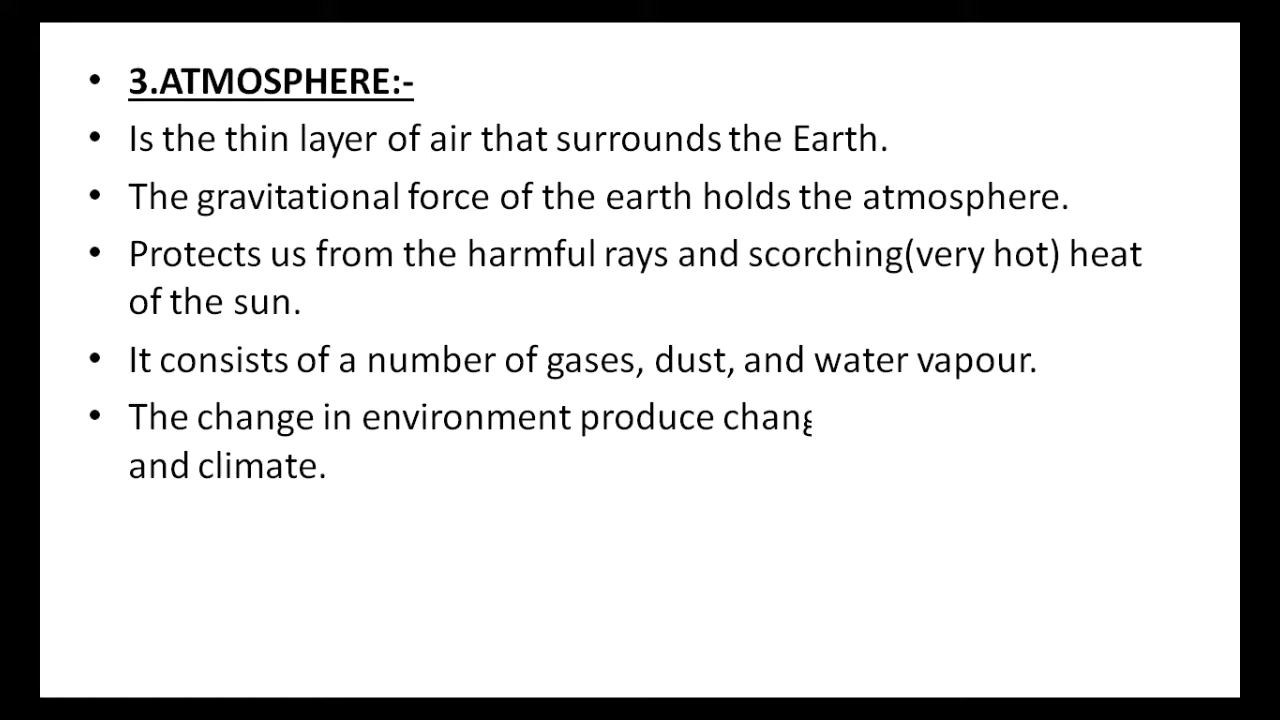 • 3.ATMOSPHERE:-
• Is the thin layer of air that surrounds the Earth.
• The gravitational force of the earth holds the atmosphere.
• Protects us from the harmful rays and scorching(very hot) heat
of the sun.
• It consists of a number of gases, dust, and water vapour.
• The change in environment produce
and climate.